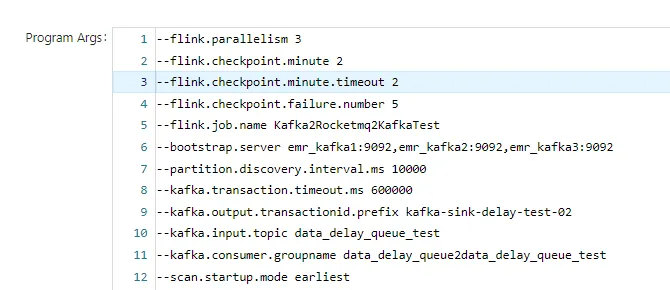 Program Args:
1 --flink.parallelism 3
2 --flink.checkpoint.minute 2
3 --flink.checkpoint.minute.timeout 2
4 --flink.checkpoint.failure.number 5
5 --flink.job.name Kafka2Rocketmq2KafkaTest
6 --bootstrap.server emr_kafka1:9092,emr_kafka2:9092,emr_kafka3:9092
7 --partition.discovery.interval.ms 10000
8 --kafka.transaction.timeout.ms 600000
9 --kafka.output.transactionid.prefix kafka-sink-delay-test-02
10 --kafka.input.topic data_delay_queue_test
11 --kafka.consumer.groupname data_delay_queue2data_delay_queue_test
12 --scan.startup.mode earliest